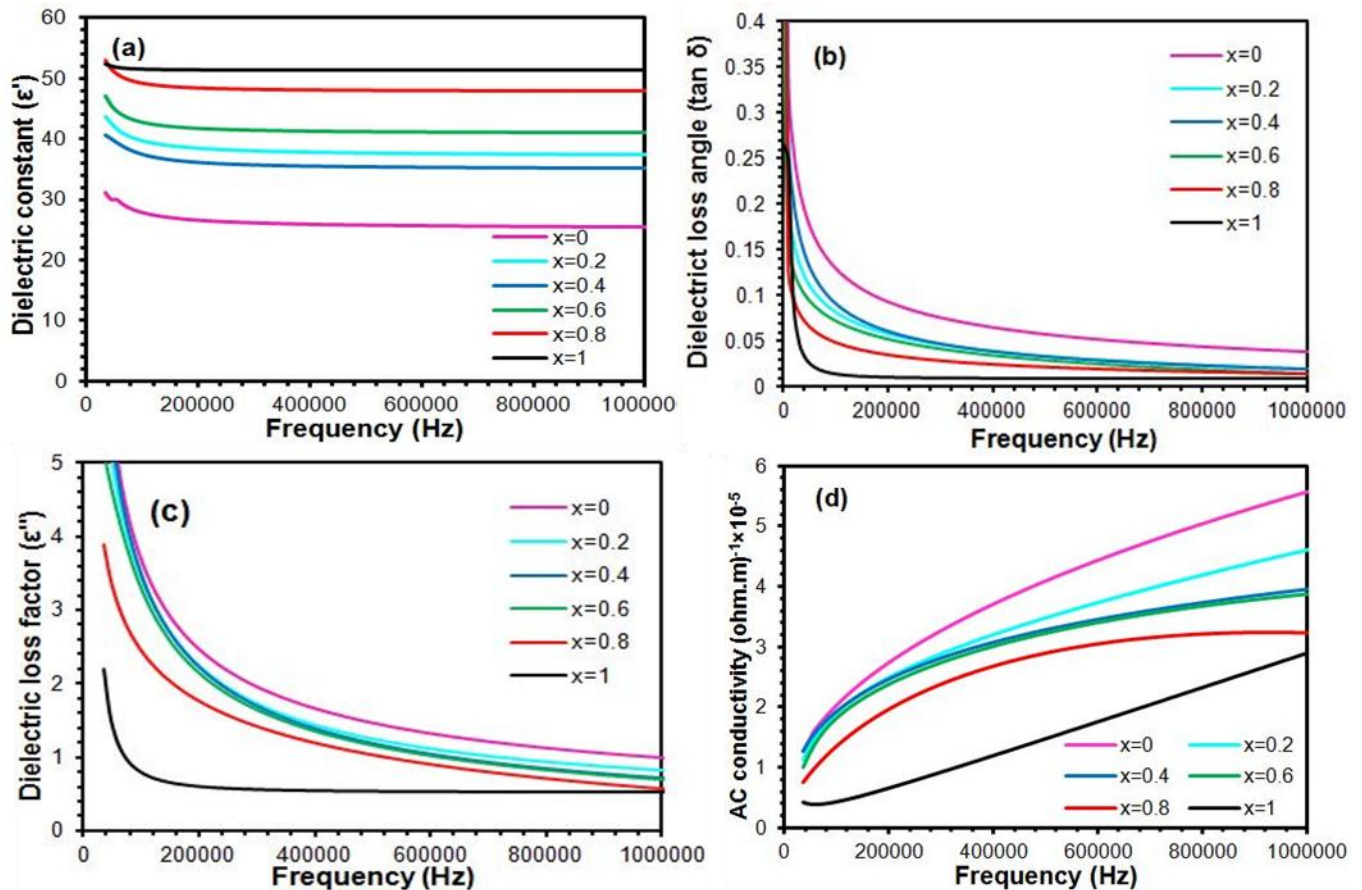 (a)
Dielectric constant (ε')
60
50
40
30
20
10
0
x=0
x=0.2
x=0.4
x=0.6
x=0.8
x=1
0 200000 400000 600000 800000 100000
Frequency (Hz)
(b)
Dielectrict loss angle (tan δ)
0.4
0.35
0.3
0.25
0.2
0.15
0.1
0.05
0
x=0
x=0.2
x=0.4
x=0.6
x=0.8
x=1
0 200000 400000 600000 800000 1000000
Frequency (Hz)
(c)
Dielectric loss factor (ε")
5
4
3
2
1
0
x=0
x=0.2
x=0.4
x=0.6
x=0.8
x=1
0 200000 400000 600000 800000 1000000
Frequency (Hz)
(d)
AC conductivity (ohm.m)⁻¹x10⁻⁵
6
5
4
3
2
1
0
x=0 x=0.2
x=0.4 x=0.6
x=0.8 x=1
0 200000 400000 600000 800000 1000000
Frequency (Hz)